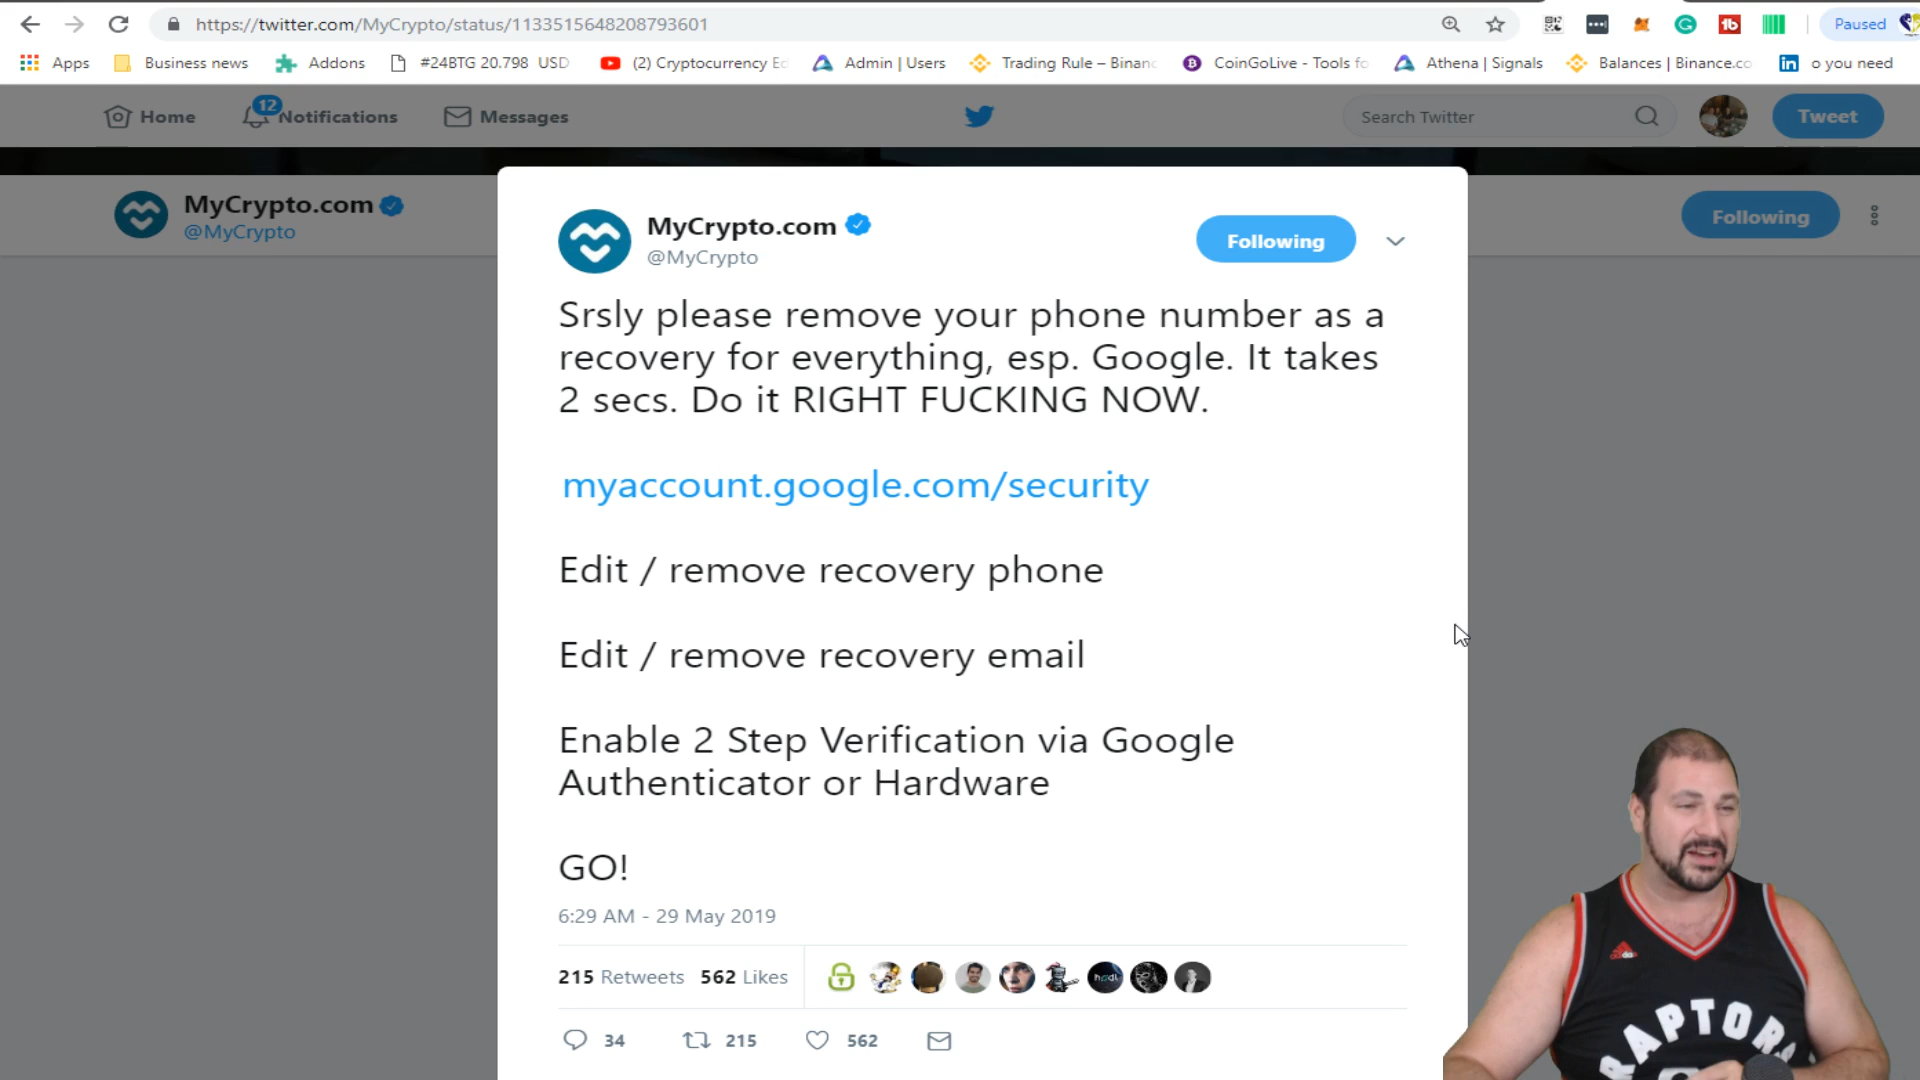 https://twitter.com/MyCrypto/status/1133515648208793601
Paused
Apps
Business news
Addons
#24BTG 20.798 USD
(2) Cryptocurrency Ed
Admin | Users
Trading Rule – Binanc
CoinGoLive - Tools fo
Athena | Signals
Balances | Binance.co
o you need
Home
12
Notifications
Messages
Search Twitter
Tweet
MyCrypto.com
@MyCrypto
Following
MyCrypto.com
@MyCrypto
Following
Srsly please remove your phone number as a
recovery for everything, esp. Google. It takes
2 secs. Do it RIGHT FUCKING NOW.
myaccount.google.com/security
Edit / remove recovery phone
Edit / remove recovery email
Enable 2 Step Verification via Google
Authenticator or Hardware
GO!
6:29 AM - 29 May 2019
215 Retweets 562 Likes
hodl
34
215
562
RAPTORS